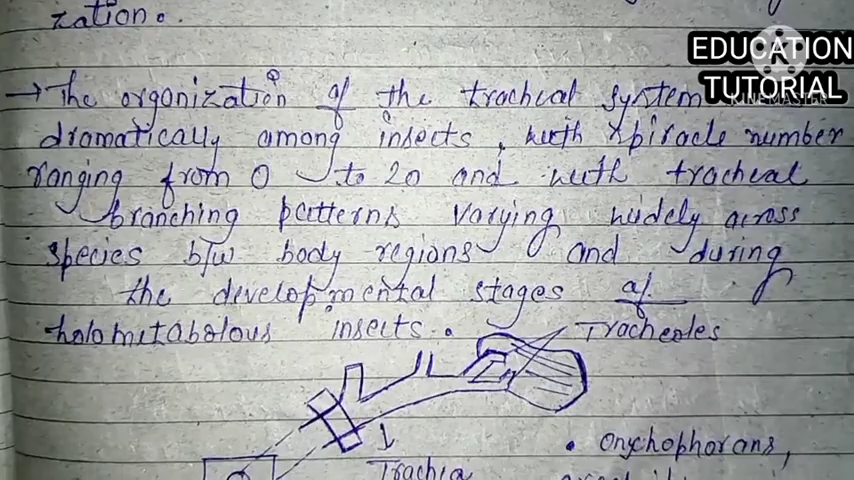 zation.
EDUCATION
TUTORIAL
KINEMASTER
→ The organization of the tracheal system
dramatically among insects, with spiracle number
ranging from 0 to 20 and with tracheal
branching patterns varying widely across
species b/w body regions and during
the developmental stages of
holometabolous insects.
Tracheoles
• Onychophorans,
Trachia